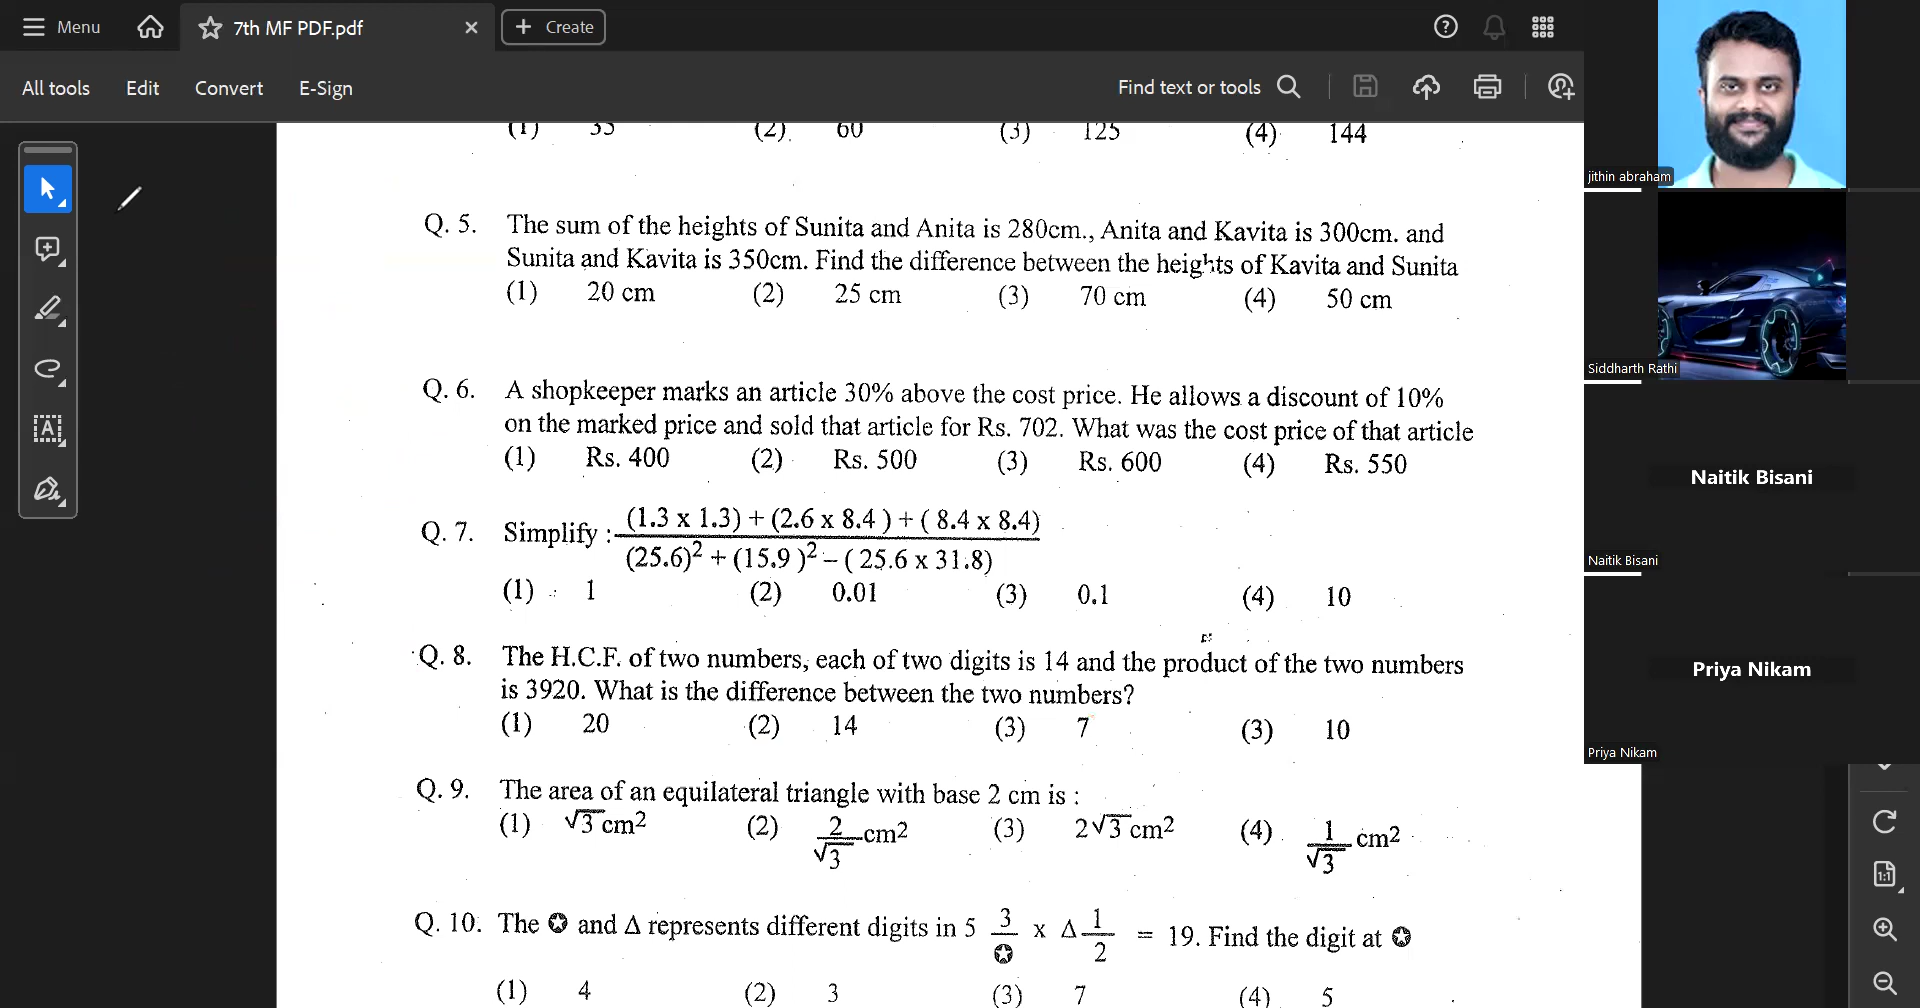 Menu
7th MF PDF.pdf
Create
All tools
Edit
Convert
E-Sign
Find text or tools
(1) 35 (2) 60 (3) 125 (4) 144
Q. 5. The sum of the heights of Sunita and Anita is 280cm., Anita and Kavita is 300cm. and
Sunita and Kavita is 350cm. Find the difference between the heights of Kavita and Sunita
(1) 20 cm (2) 25 cm (3) 70 cm (4) 50 cm
Q. 6. A shopkeeper marks an article 30% above the cost price. He allows a discount of 10%
on the marked price and sold that article for Rs. 702. What was the cost price of that article
(1) Rs. 400 (2) Rs. 500 (3) Rs. 600 (4) Rs. 550
Q. 7. Simplify :
(1.3 x 1.3) + (2.6 x 8.4 ) + ( 8.4 x 8.4)
(25.6)² + (15.9 )² – ( 25.6 x 31.8)
(1) 1 (2) 0.01 (3) 0.1 (4) 10
Q. 8. The H.C.F. of two numbers, each of two digits is 14 and the product of the two numbers
is 3920. What is the difference between the two numbers?
(1) 20 (2) 14 (3) 7 (3) 10
Q. 9. The area of an equilateral triangle with base 2 cm is :
(1) √3 cm² (2) 2/√3 cm² (3) 2√3 cm² (4) 1/√3 cm²
Q. 10. The ✪ and Δ represents different digits in 5 3/✪ x Δ 1/2 = 19. Find the digit at ✪
(1) 4 (2) 3 (3) 7 (4) 5
jithin abraham
Siddharth Rathi
Naitik Bisani
Naitik Bisani
Priya Nikam
Priya Nikam
1:1